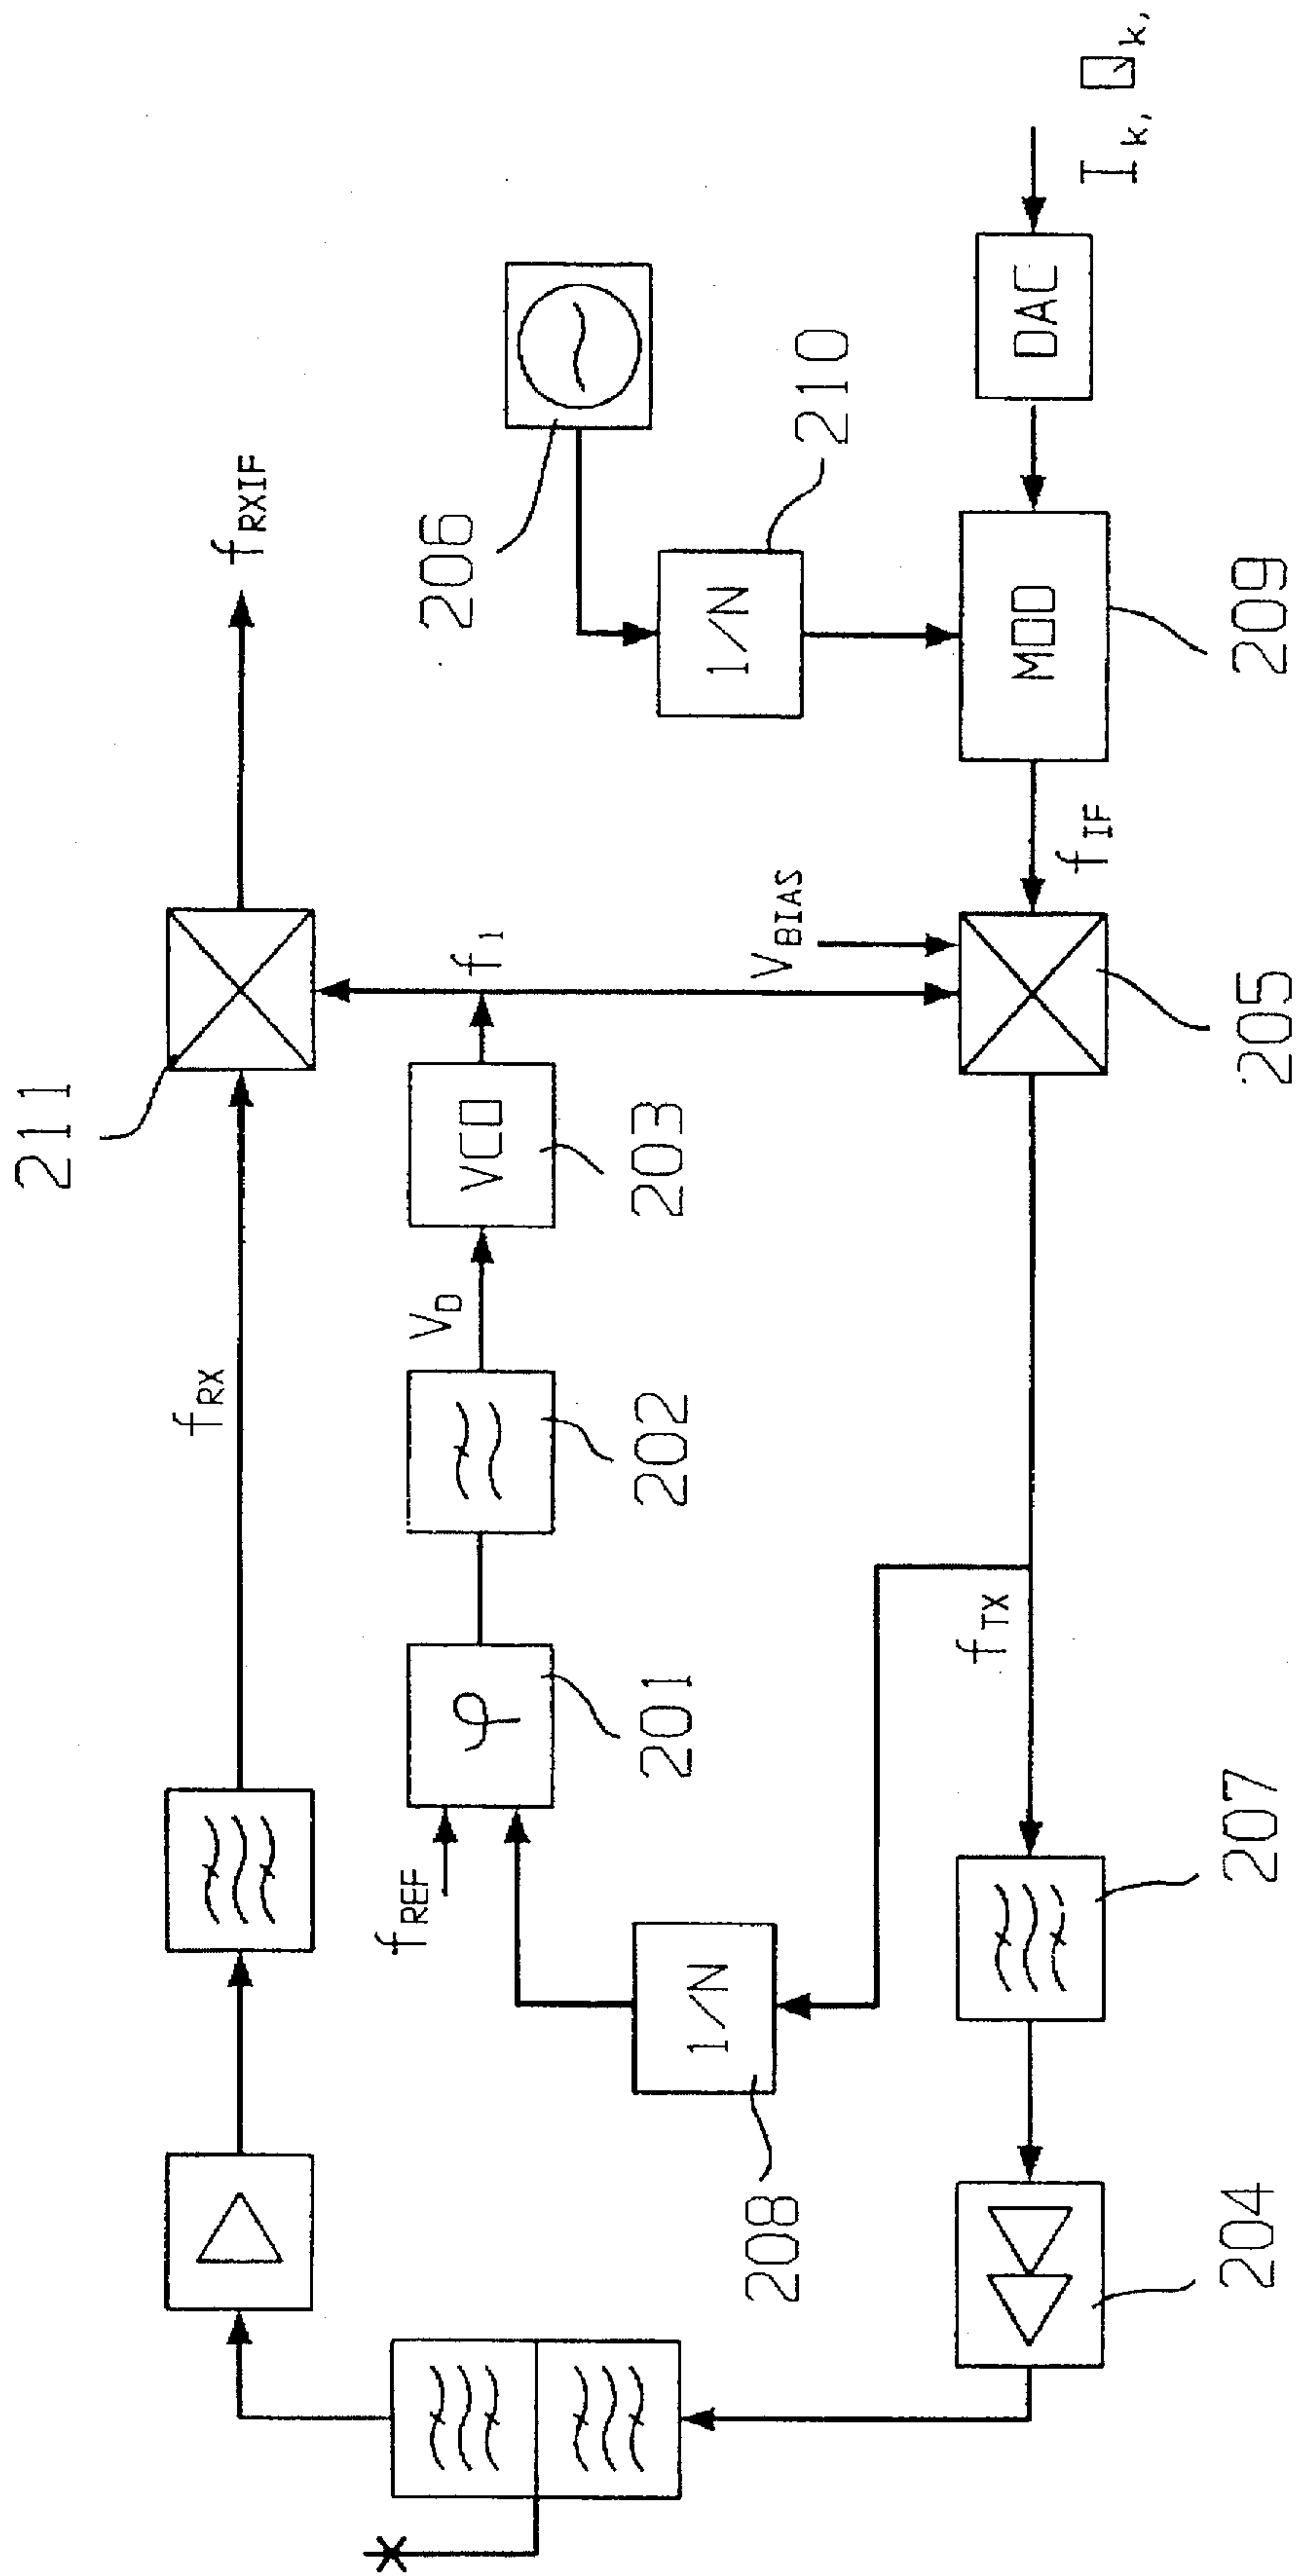 211
f_RX
f_RXIF
f_REF
φ
201
202
V_D
VCO
203
f_1
206
1/N
208
1/N
210
V_BIAS
f_TX
f_IF
204
207
205
MOD
209
DAC
I_k, Q_k,